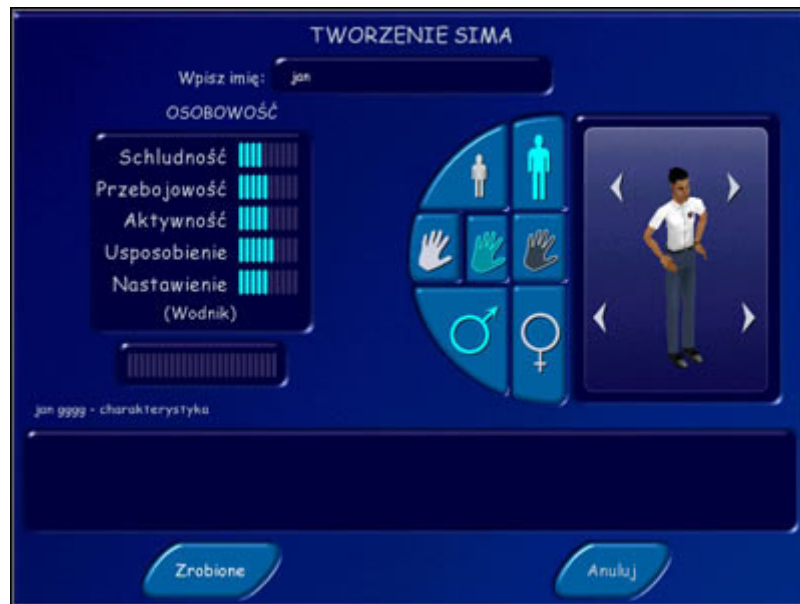 TWORZENIE SIMA
Wpisz imię: jan
OSOBOWOŚĆ
Schludność
Przebojowość
Aktywność
Usposobienie
Nastawienie
(Wodnik)
jan gggg - charakterystyka
Zrobione
Anuluj